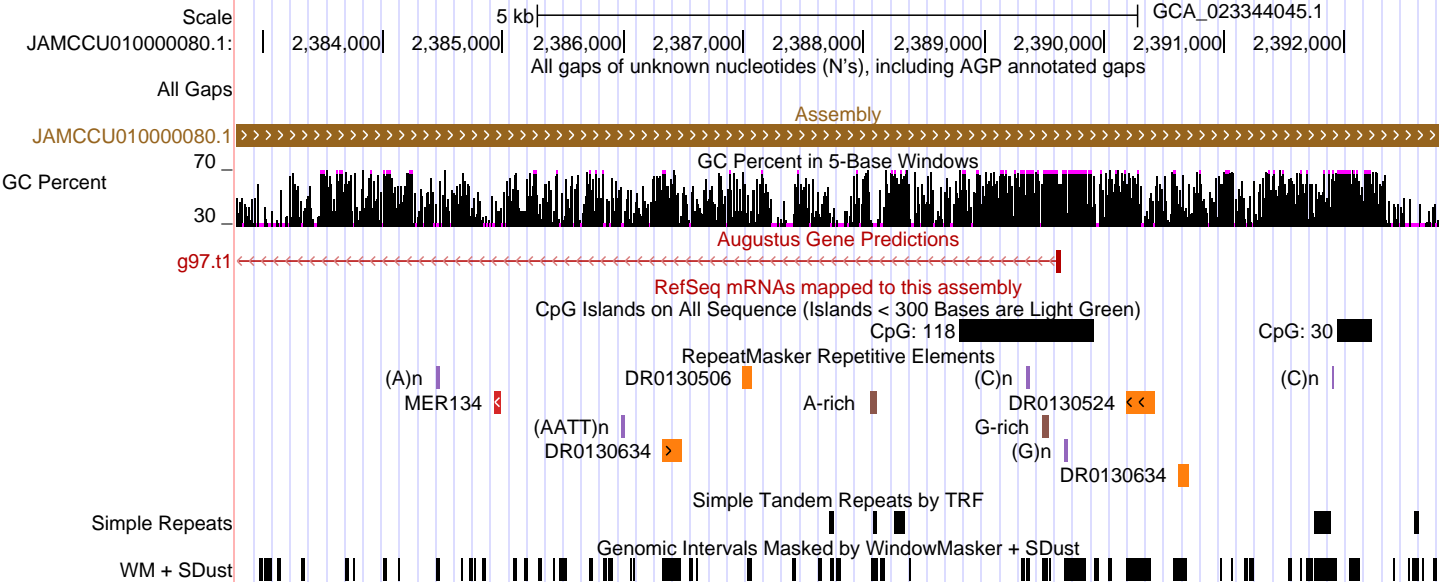 Scale 5 kb GCA_023344045.1
JAMCCU010000080.1: 2,384,000 2,385,000 2,386,000 2,387,000 2,388,000 2,389,000 2,390,000 2,391,000 2,392,000
All gaps of unknown nucleotides (N's), including AGP annotated gaps
All Gaps
Assembly
JAMCCU010000080.1
70 GC Percent in 5-Base Windows
GC Percent
30
Augustus Gene Predictions
g97.t1
RefSeq mRNAs mapped to this assembly
CpG Islands on All Sequence (Islands < 300 Bases are Light Green)
CpG: 118 CpG: 30
RepeatMasker Repetitive Elements
(A)n DR0130506 (C)n (C)n
MER134 A-rich DR0130524
(AATT)n G-rich
DR0130634 (G)n
DR0130634
Simple Tandem Repeats by TRF
Simple Repeats
Genomic Intervals Masked by WindowMasker + SDust
WM + SDust